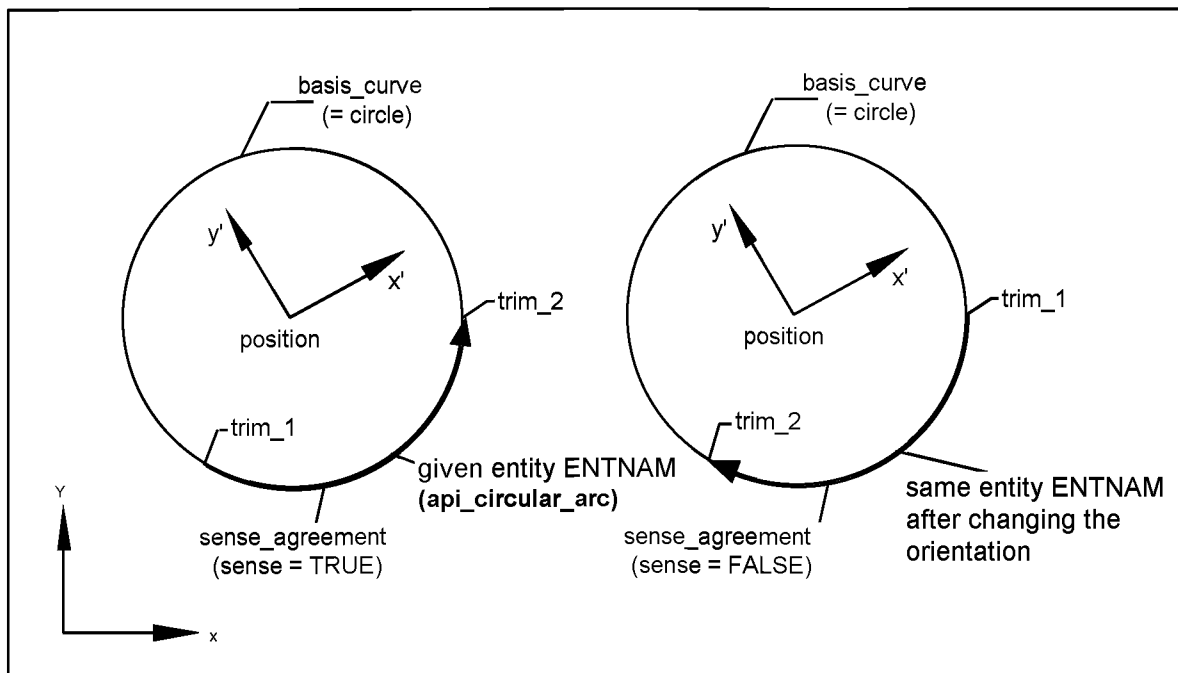 basis_curve
(= circle)
y'
x'
position
trim_2
trim_1
given entity ENTNAM
(api_circular_arc)
sense_agreement
(sense = TRUE)
basis_curve
(= circle)
y'
x'
position
trim_1
trim_2
same entity ENTNAM
after changing the
orientation
sense_agreement
(sense = FALSE)
Y
x